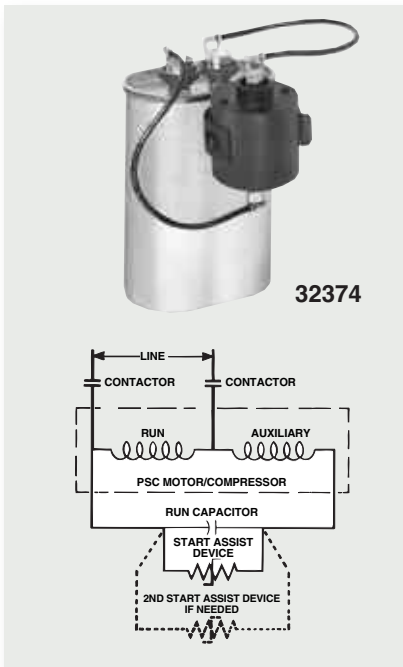 32374
LINE
CONTACTOR CONTACTOR
RUN AUXILIARY
PSC MOTOR/COMPRESSOR
RUN CAPACITOR
START ASSIST
DEVICE
2ND START ASSIST DEVICE
IF NEEDED